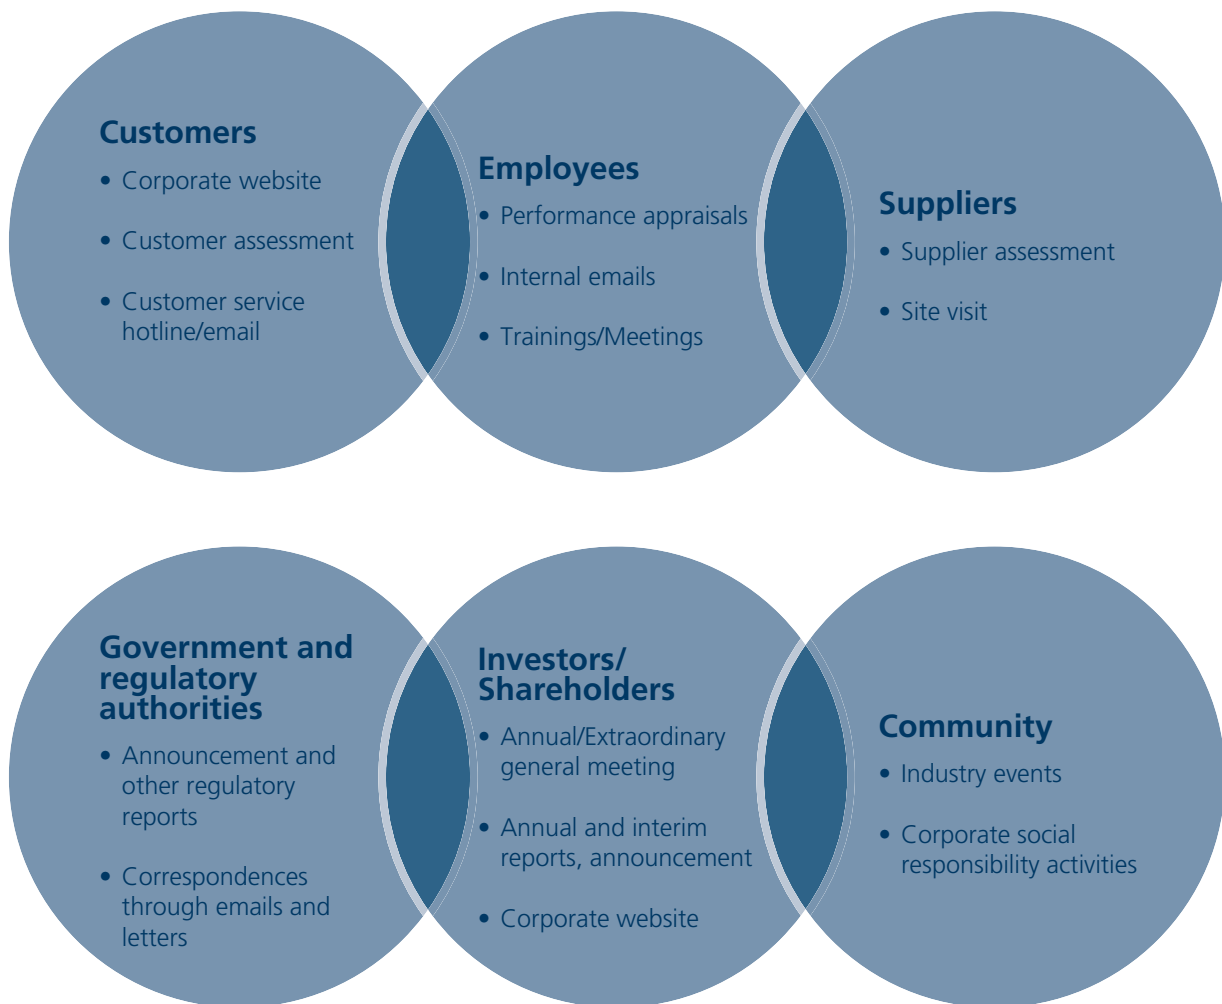 Customers
• Corporate website
• Customer assessment
• Customer service
hotline/email
Employees
• Performance appraisals
• Internal emails
• Trainings/Meetings
Suppliers
• Supplier assessment
• Site visit
Government and
regulatory
authorities
• Announcement and
other regulatory
reports
• Correspondences
through emails and
letters
Investors/
Shareholders
• Annual/Extraordinary
general meeting
• Annual and interim
reports, announcement
• Corporate website
Community
• Industry events
• Corporate social
responsibility activities